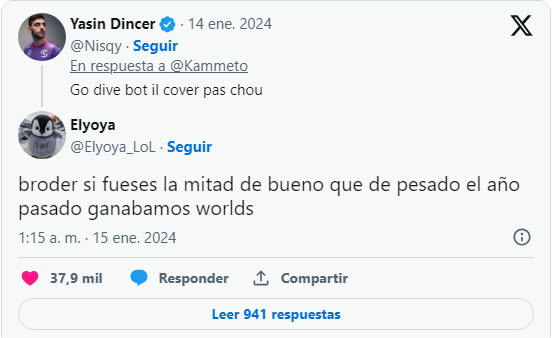 Yasin Dincer · 14 ene. 2024
@Nisqy · Seguir
En respuesta a @Kammeto
Go dive bot il cover pas chou
Elyoya
@Elyoya_LoL · Seguir
broder si fueses la mitad de bueno que de pesado el año
pasado ganabamos worlds
1:15 a. m. · 15 ene. 2024
37,9 mil Responder Compartir
Leer 941 respuestas